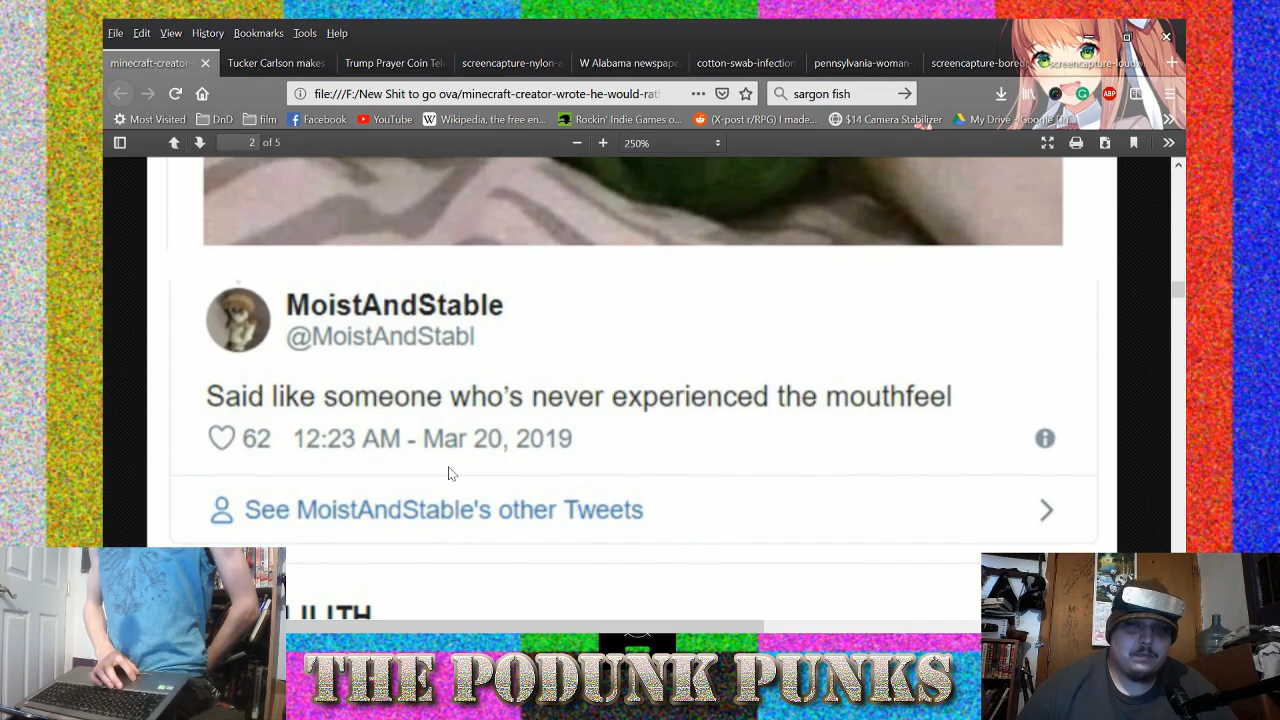 File Edit View History Bookmarks Tools Help
minecraft-creator- Tucker Carlson makes Trump Prayer Coin Tel screencapture-nylon-a W Alabama newspape cotton-swab-infection pennsylvania-woman- screencapture-bored screencapture-loudw
file:///F:/New Shit to go ova/minecraft-creator-wrote-he-would-rat sargon fish
Most Visited DnD film Facebook YouTube Wikipedia, the free en... Rockin' Indie Games o... (X-post r/RPG) I made... $14 Camera Stabilizer My Drive - Google Dri...
2 of 5 250%
MoistAndStable
@MoistAndStabl
Said like someone who's never experienced the mouthfeel
62 12:23 AM - Mar 20, 2019
See MoistAndStable's other Tweets
THE PODUNK PUNKS